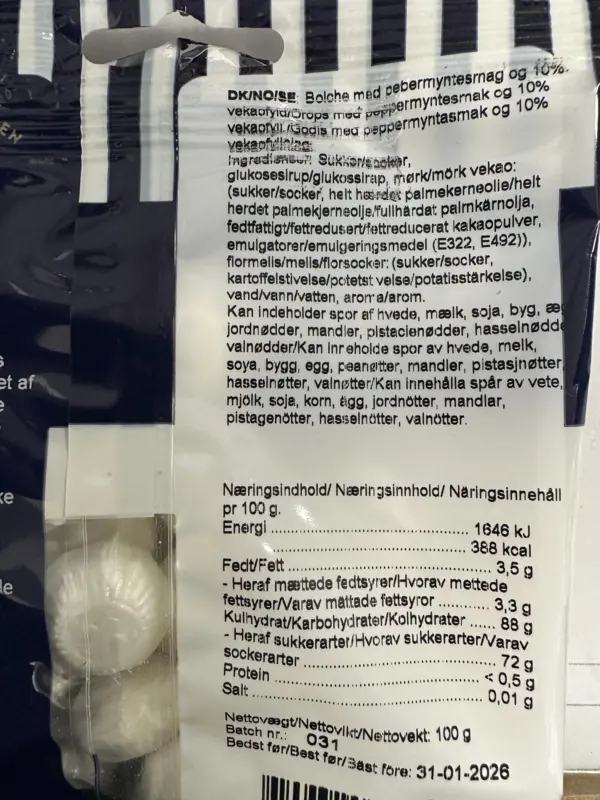 DK/NO/SE: Bolche med pebermyntesmag og 10%
vekaofyld/Drops med peppermyntesmak og 10%
vekaofyll/Godis med peppermyntasmak og 10%
vekaofyllning
Ingredienser: Sukker/socker,
glukosesirup/glukossirap, mørk/mörk vekao:
(sukker/socker, helt hærdet palmekerneolie/helt
herdet palmekjerneolje/fullhärdat palmkärnolja,
fedtfattigt/fettredusert/fettreducerat kakaopulver,
emulgatorer/emulgeringsmedel (E322, E492)),
flormelis/melis/florsocker: (sukker/socker,
kartoffelstivelse/potetstivelse/potatisstärkelse),
vand/vann/vatten, aroma/arom.
Kan indeholder spor af hvede, mælk, soja, byg, æg
jordnødder, mandler, pistacienødder, hasselnødde
valnødder/Kan inneholde spor av hvede, melk,
soya, bygg, egg, peanøtter, mandler, pistasjnøtter,
hasselnøtter, valnøtter/Kan innehålla spår av vete,
mjölk, soja, korn, ägg, jordnötter, mandlar,
pistagenötter, hasselnötter, valnötter.
Næringsindhold/ Næringsinnhold/ Näringsinnehåll
pr 100 g.
Energi ........................................ 1646 kJ
........................................ 388 kcal
Fedt/Fett ........................................ 3,5 g
- Heraf mættede fedtsyrer/Hvorav mettede
fettsyrer/Varav mättade fettsyror ............ 3,3 g
Kulhydrat/Karbohydrater/Kolhydrater ...... 88 g
- Heraf sukkerarter/Hvorav sukkerarter/Varav
sockerarter ........................................ 72 g
Protein ........................................ < 0,5 g
Salt ........................................ 0,01 g
Nettovægt/Nettovikt/Nettovekt: 100 g
Batch nr.: 031
Bedst før/Best før/Bäst före: 31-01-2026
EN
et af
ke